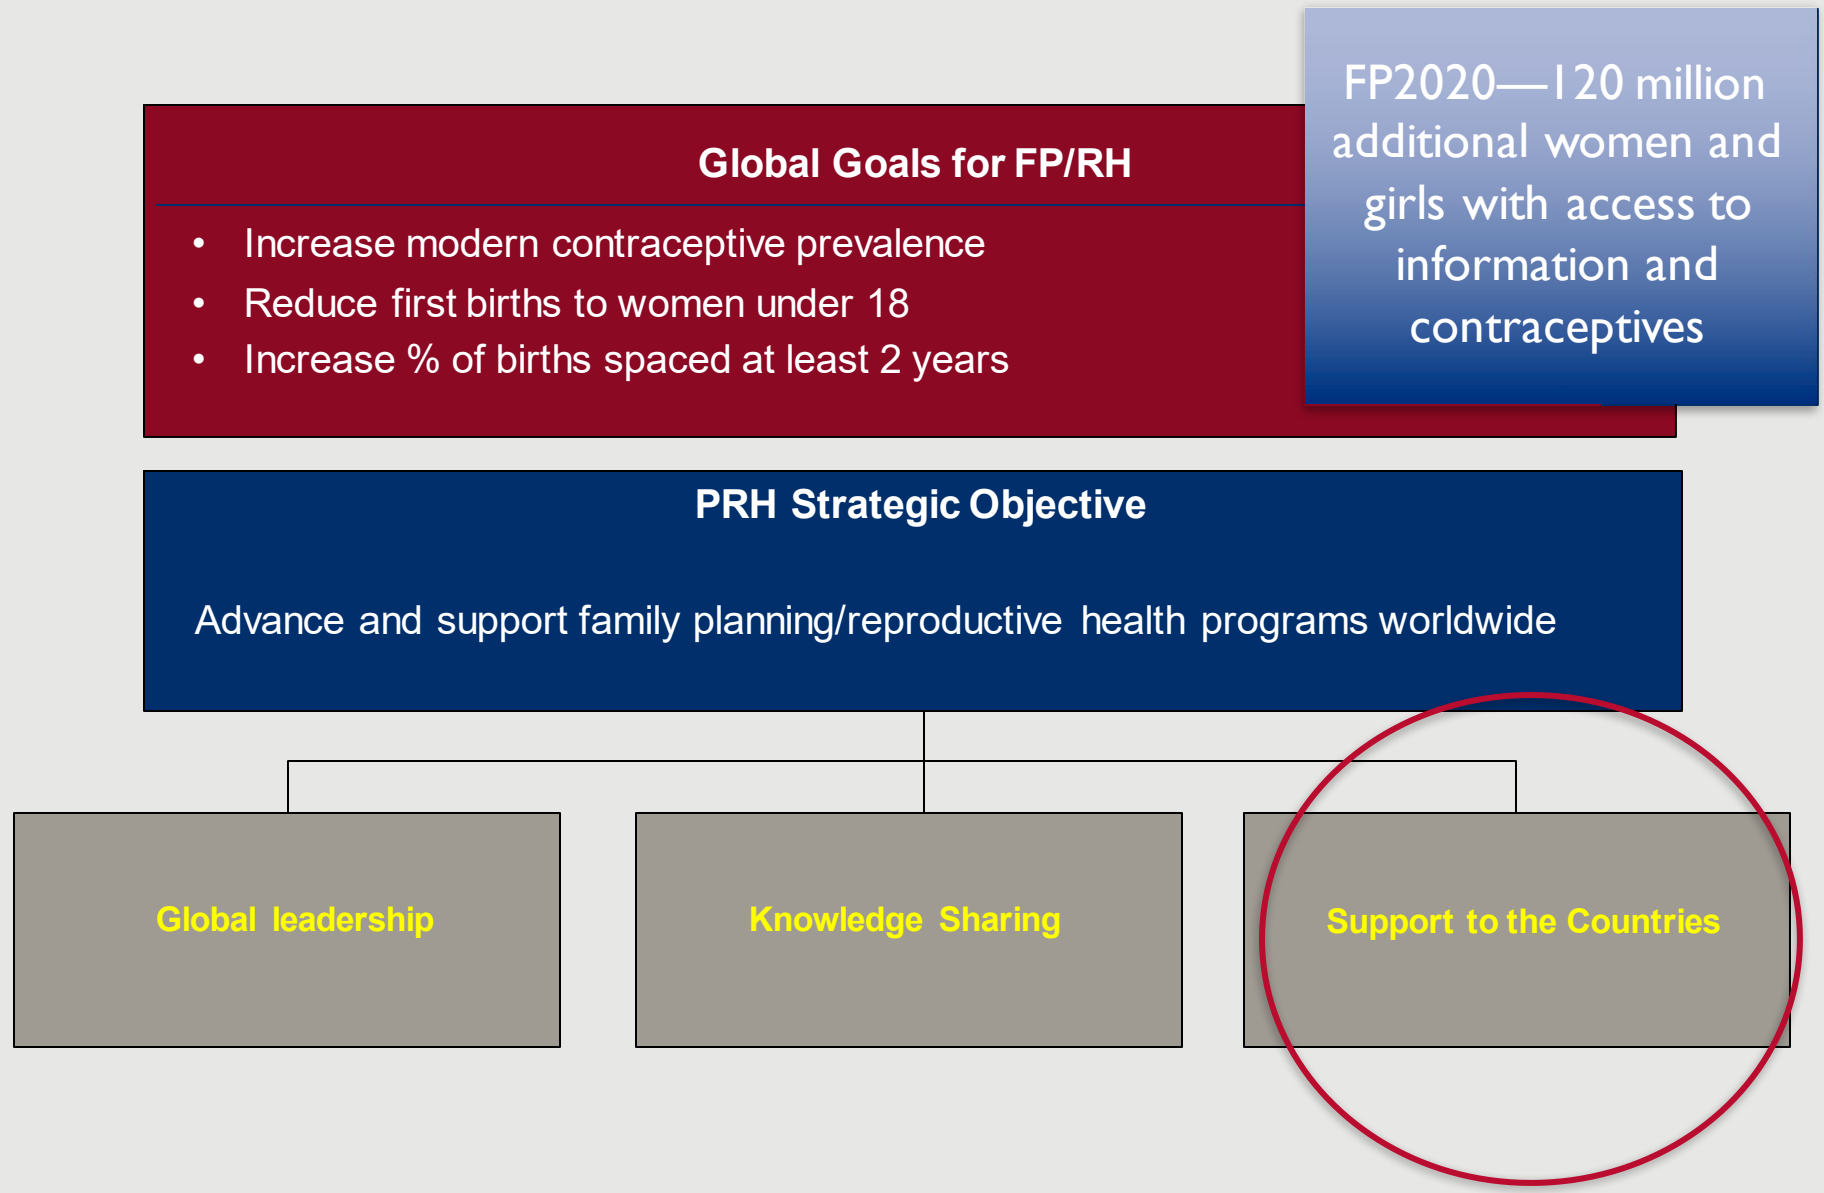 FP2020—120 million
additional women and
girls with access to
information and
contraceptives
Global Goals for FP/RH
• Increase modern contraceptive prevalence
• Reduce first births to women under 18
• Increase % of births spaced at least 2 years
PRH Strategic Objective
Advance and support family planning/reproductive health programs worldwide
Global leadership
Knowledge Sharing
Support to the Countries